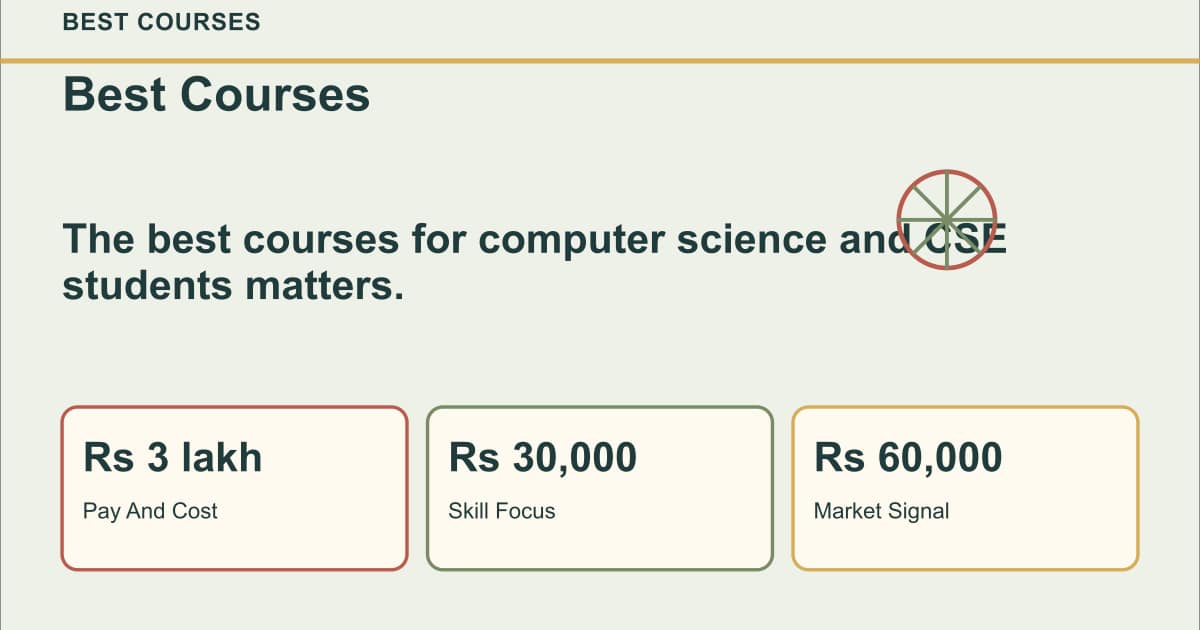 BEST COURSES
Best Courses
The best courses for computer science and CSE
students matters.
Rs 3 lakh
Pay And Cost
Rs 30,000
Skill Focus
Rs 60,000
Market Signal